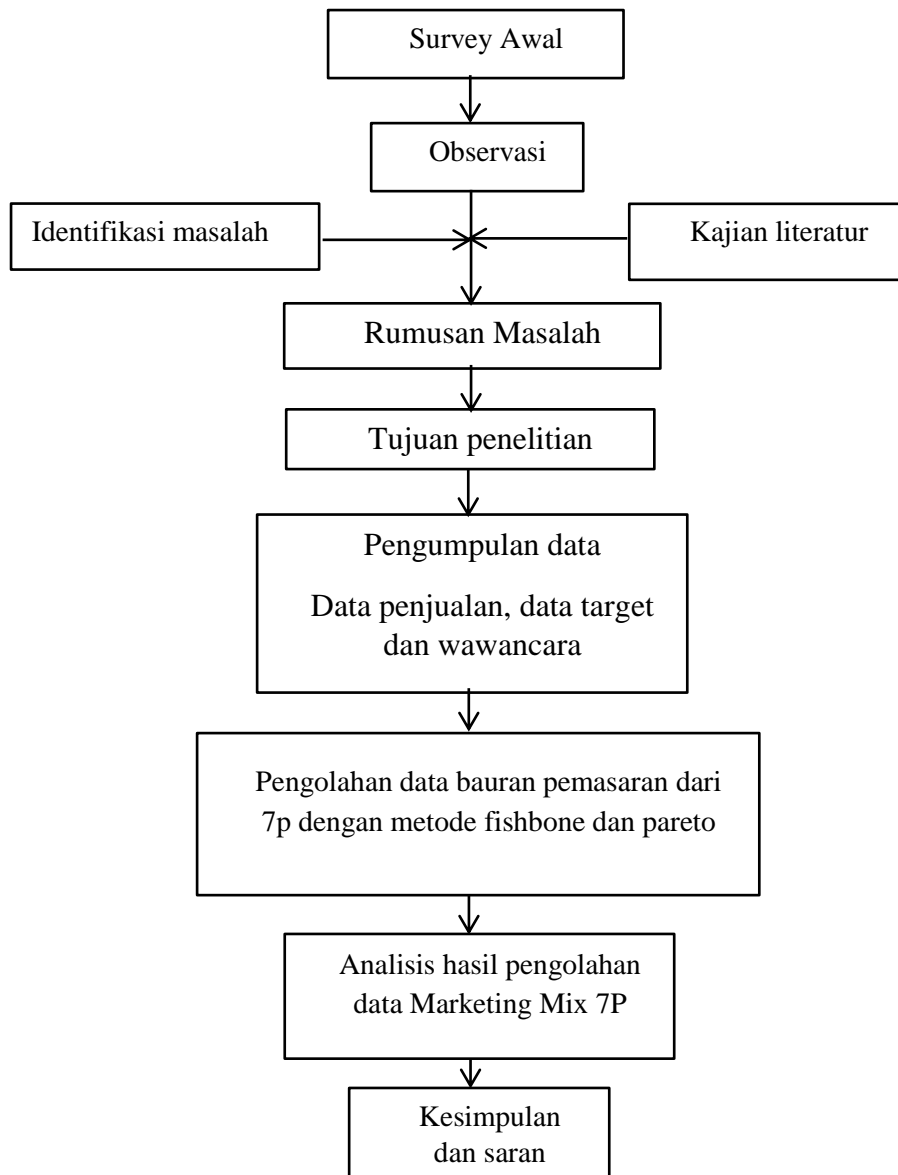 Survey Awal
Observasi
Identifikasi masalah
Kajian literatur
Rumusan Masalah
Tujuan penelitian
Pengumpulan data
Data penjualan, data target
dan wawancara
Pengolahan data bauran pemasaran dari
7p dengan metode fishbone dan pareto
Analisis hasil pengolahan
data Marketing Mix 7P
Kesimpulan
dan saran